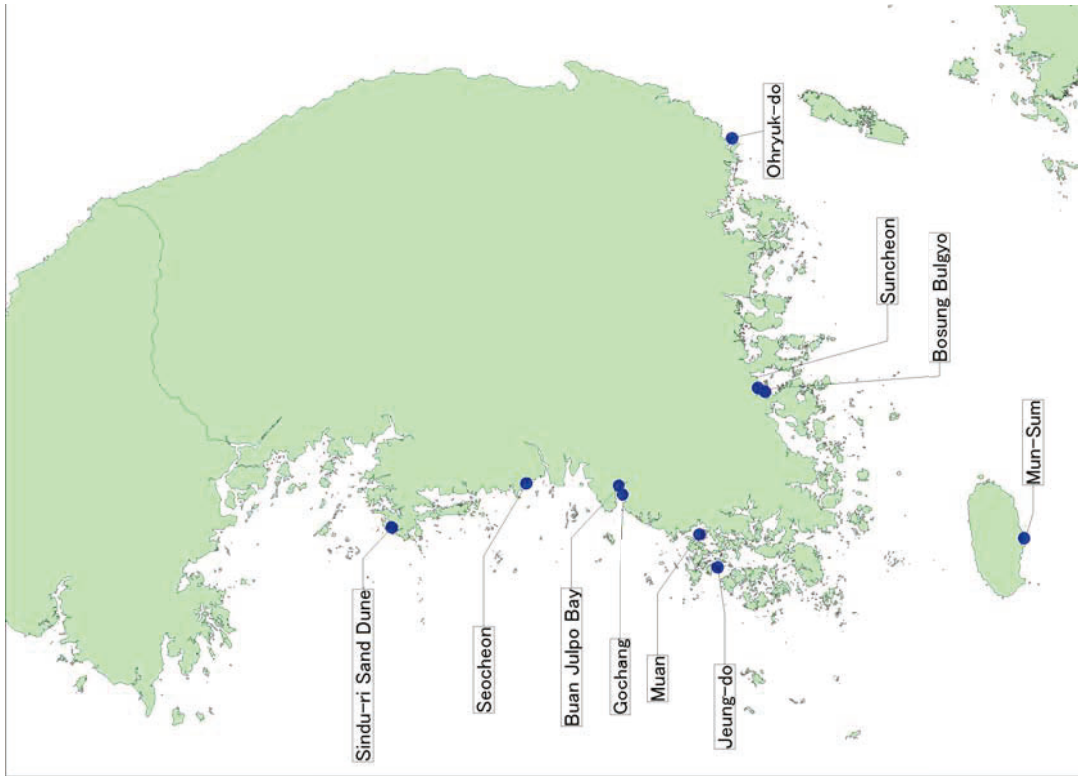 Sindu-ri Sand Dune
Seocheon
Buan Julpo Bay
Gochang
Muan
Jeung-do
Ohryuk-do
Suncheon
Bosung Bulgyo
Mun-Sum